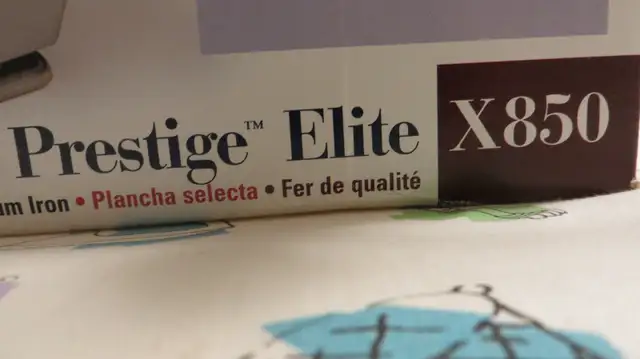 Prestige™ Elite X850
Iron • Plancha selecta • Fer de qualité